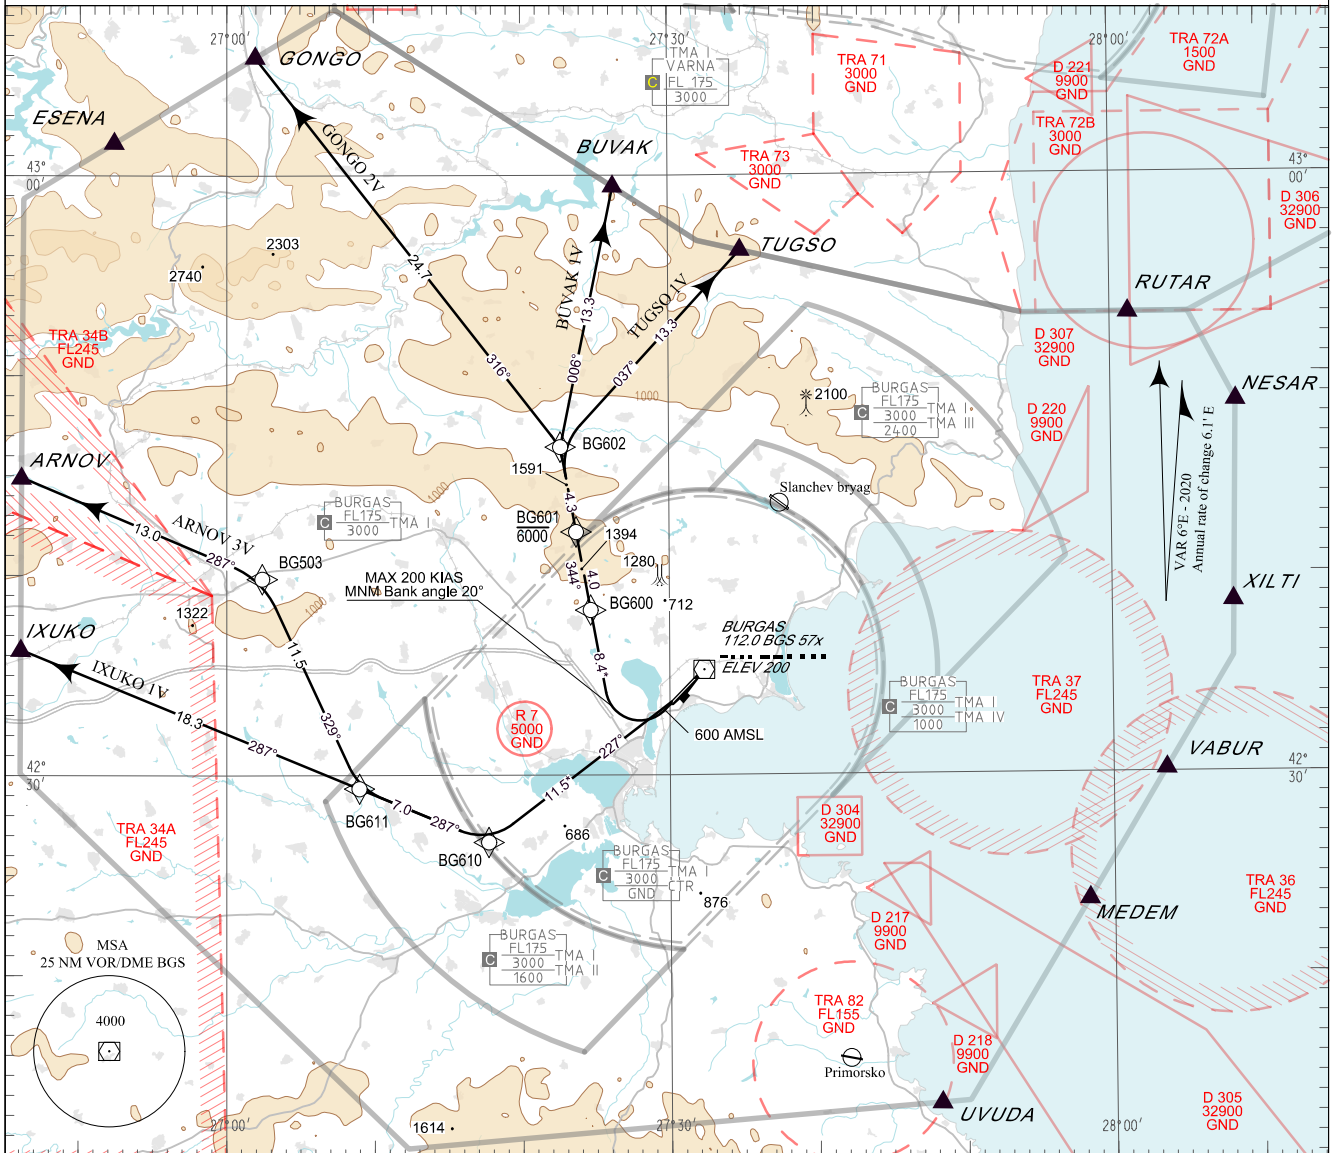 27°00'
27°30'
28°00'
GONGO
ESENA
GONGO 2V
43°
00'
TMA I
VARNA
C
FL 175
3000
TRA 71
3000
GND
D 221
9900
GND
TRA 72A
1500
GND
TRA 72B
3000
GND
43°
00'
BUVAK
TRA 73
3000
GND
D 306
32900
GND
TUGSO
2303
2740
24.7
BUVAK 1V
13.3
TUGSO 1V
13.3
RUTAR
TRA 34B
FL245
GND
D 307
32900
GND
316°
006°
037°
1000
2100
BURGAS
FL175
C
3000
TMA I
TMA III
2400
D 220
9900
GND
NESAR
VAR 6°E - 2020
Annual rate of change 6.1' E
BG602
1591
ARNOV
4.3
Slanchev bryag
1000
BURGAS
FL175
C
3000
TMA I
BG601
6000
ARNOV 3V
13.0
287°
BG503
1394
1280
MAX 200 KIAS
MNM Bank angle 20°
344°
4.0
BG600
712
XILTI
1322
1000
IXUKO
BURGAS
112.0 BGS 57x
ELEV 200
11.5
8.4*
IXUKO 1V
18.3
BURGAS
FL175
C
3000
TMA I
TMA IV
1000
TRA 37
FL245
GND
R 7
5000
GND
329°
287°
227°
600 AMSL
VABUR
42°
30'
42°
30'
BG611
7.0
287°
11.5*
D 304
32900
GND
TRA 34A
FL245
GND
BG610
686
BURGAS
FL175
C
3000
TMA I
CTR
GND
876
TRA 36
FL245
GND
MEDEM
D 217
9900
GND
MSA
25 NM VOR/DME BGS
4000
BURGAS
FL175
C
3000
TMA I
TMA II
1600
TRA 82
FL155
GND
D 218
9900
GND
Primorsko
D 305
32900
GND
UVUDA
1614
27°00'
27°30'
28°00'